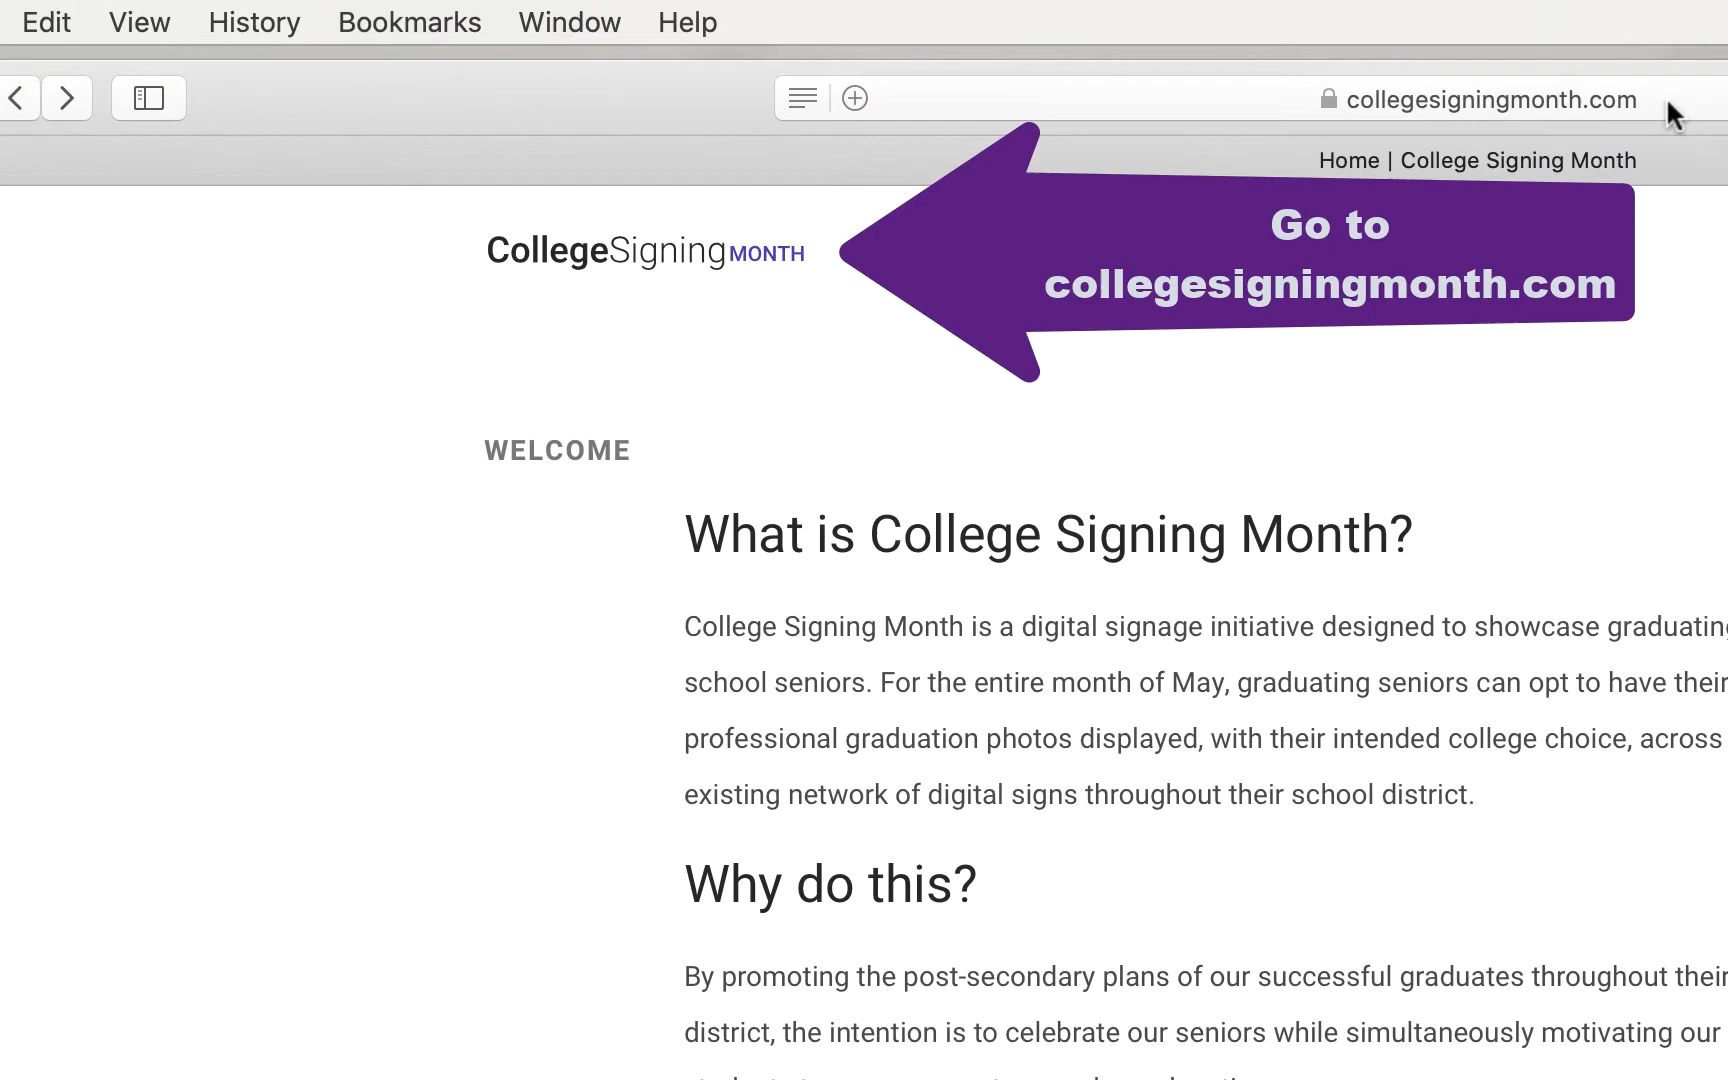 Edit View History Bookmarks Window Help
collegesigningmonth.com
Home | College Signing Month
CollegeSigningMONTH
Go to
collegesigningmonth.com
WELCOME
What is College Signing Month?
College Signing Month is a digital signage initiative designed to showcase graduating
school seniors. For the entire month of May, graduating seniors can opt to have their
professional graduation photos displayed, with their intended college choice, across
existing network of digital signs throughout their school district.
Why do this?
By promoting the post-secondary plans of our successful graduates throughout their
district, the intention is to celebrate our seniors while simultaneously motivating our